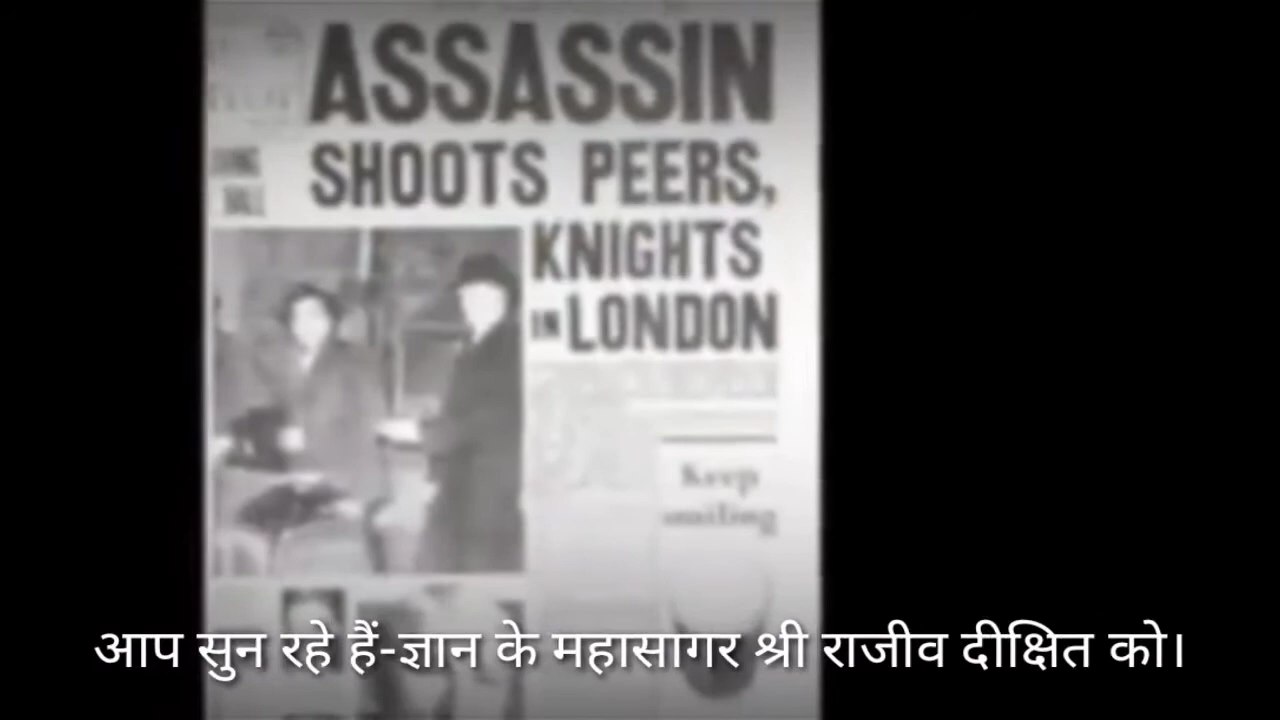 ASSASSIN
SHOOTS PEERS,
KNIGHTS
IN LONDON
Keep
smiling
आप सुन रहे हैं-ज्ञान के महासागर श्री राजीव दीक्षित को।